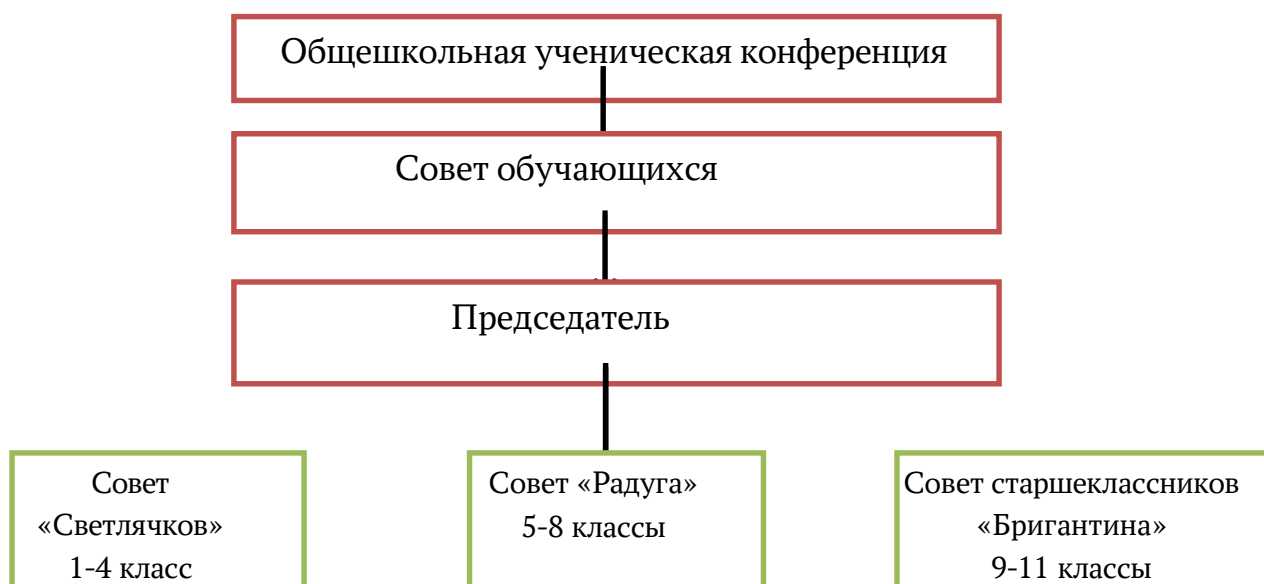 Общешкольная ученическая конференция
Совет обучающихся
Председатель
Совет
«Светлячков»
1-4 класс
Совет «Радуга»
5-8 классы
Совет старшеклассников
«Бригантина»
9-11 классы